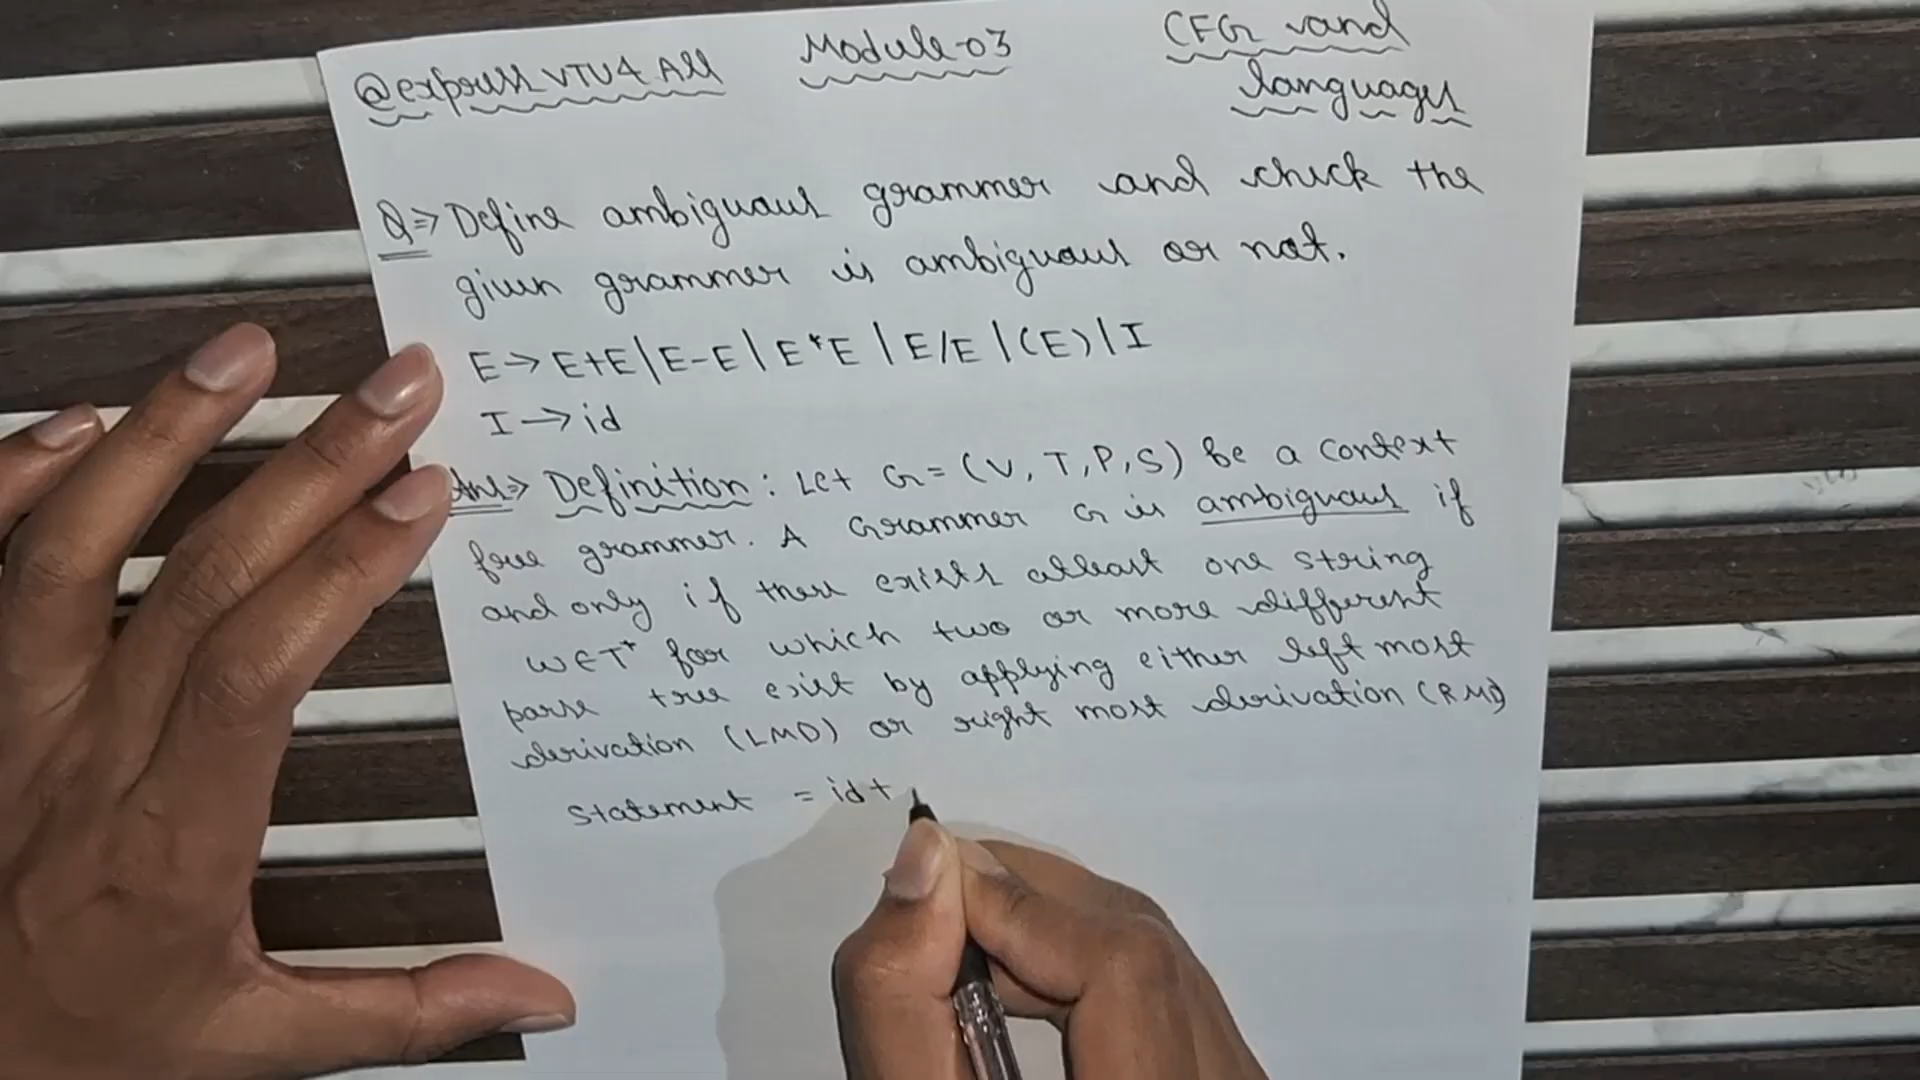 @express VTU4 All Module-03 CFG and
languages
Q⇒ Define ambiguous grammer and check the
given grammer is ambiguous or not.
E → E+E | E-E | E*E | E/E | (E) | I
I → id
Ans⇒ Definition : Let G = (V, T, P, S) be a context
free grammer. A Grammer G is ambiguous if
and only if there exists atleast one string
w∈T* for which two or more different
parse tree exist by applying either left most
derivation (LMD) or right most derivation (RMD)
statement = id +